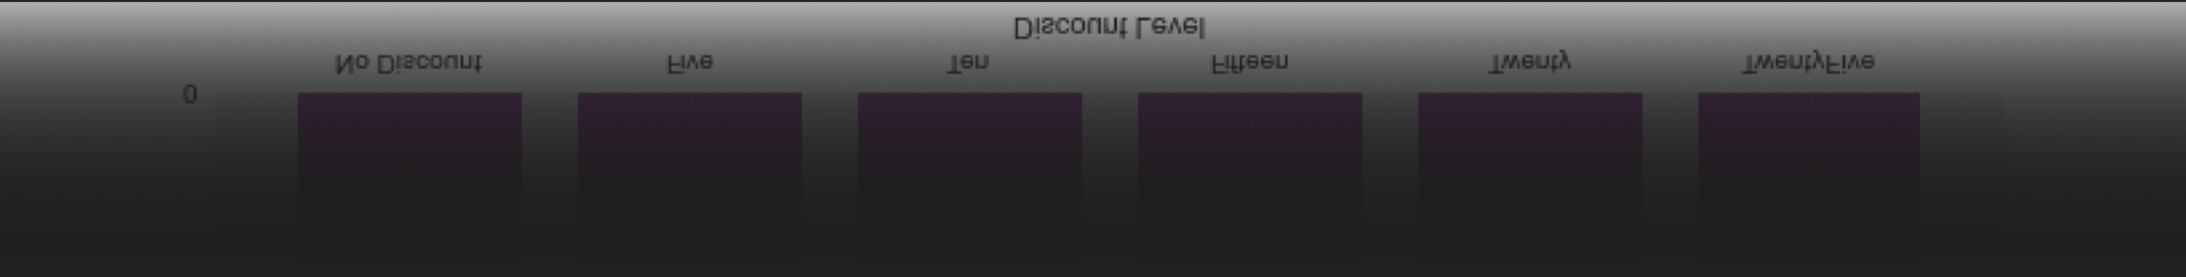 Discount Level
No Discount Five Ten Fifteen Twenty TwentyFive
0